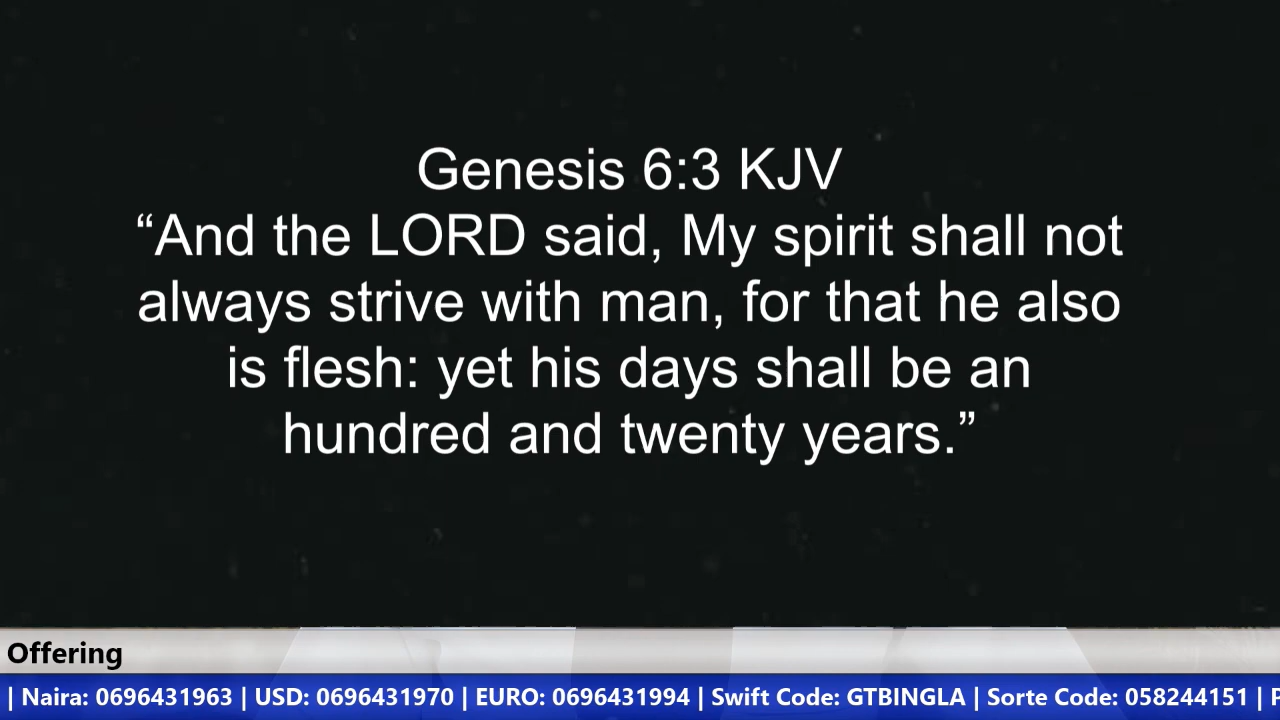 Genesis 6:3 KJV
“And the LORD said, My spirit shall not
always strive with man, for that he also
is flesh: yet his days shall be an
hundred and twenty years.”
Offering
| Naira: 0696431963 | USD: 0696431970 | EURO: 0696431994 | Swift Code: GTBINGLA | Sorte Code: 058244151 |